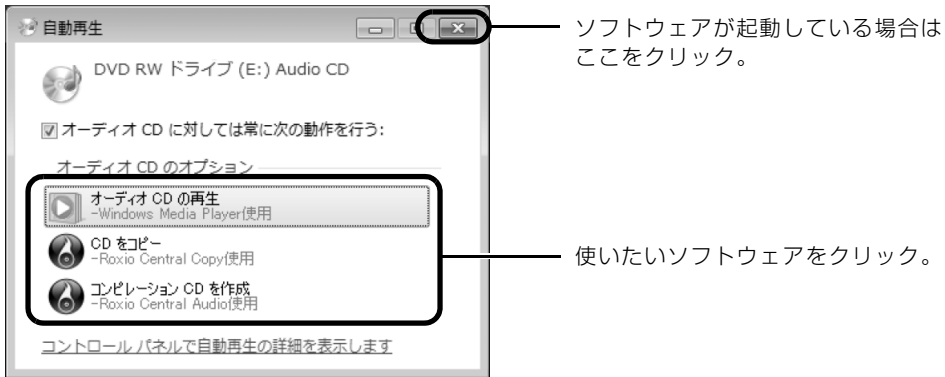 自動再生
ソフトウェアが起動している場合は
ここをクリック。
DVD RW ドライブ (E:) Audio CD
オーディオ CD に対しては常に次の動作を行う:
オーディオ CD のオプション
オーディオ CD の再生
-Windows Media Player使用
CD をコピー
-Roxio Central Copy使用
コンピレーション CD を作成
-Roxio Central Audio使用
使いたいソフトウェアをクリック。
コントロール パネルで自動再生の詳細を表示します